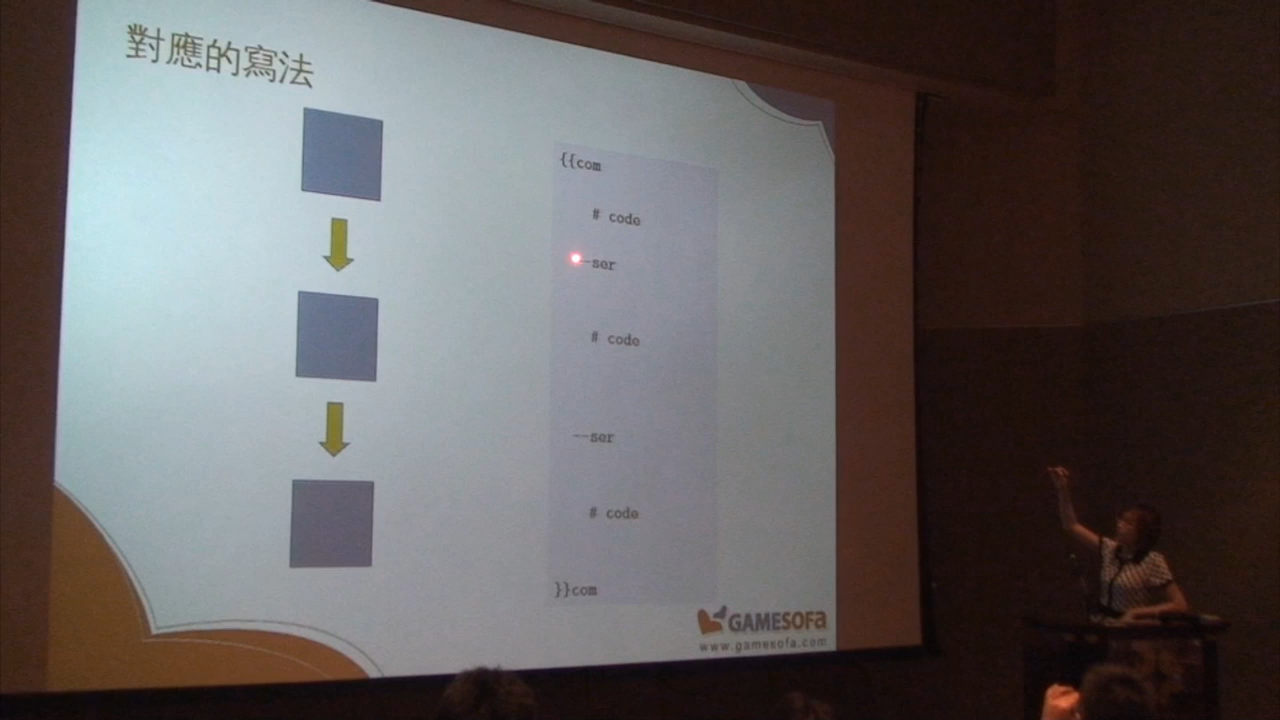 對應的寫法
{{com
# code
--ser
# code
--ser
# code
}}com
GAMESOFA
www.gamesofa.com